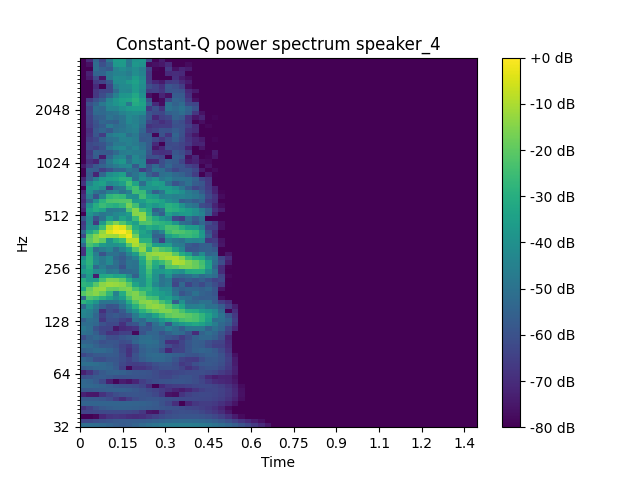 Constant-Q power spectrum speaker_4
+0 dB
2048
-10 dB
1024
-20 dB
512
-30 dB
Hz
-40 dB
256
-50 dB
128
-60 dB
64
-70 dB
32
-80 dB
0 0.15 0.3 0.45 0.6 0.75 0.9 1.1 1.2 1.4
Time